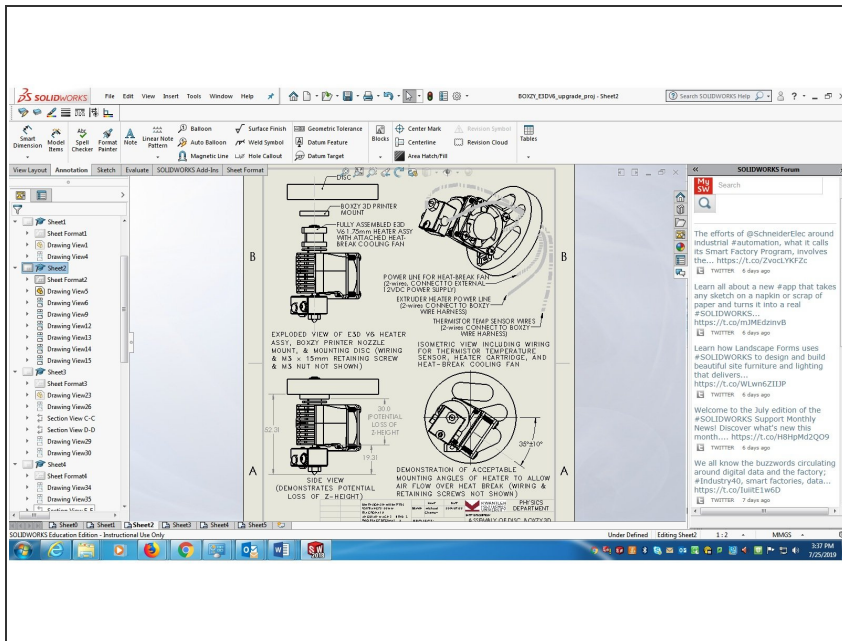 SOLIDWORKS File Edit View Insert Tools Window Help
BOXZY_E3DV6_upgrade_proj - Sheet2
Search SOLIDWORKS Help
Smart Dimension
Model Items
Spell Checker
Format Painter
Note
Linear Note Pattern
Balloon
Auto Balloon
Magnetic Line
Surface Finish
Weld Symbol
Hole Callout
Geometric Tolerance
Datum Feature
Datum Target
Blocks
Center Mark
Centerline
Area Hatch/Fill
Revision Symbol
Revision Cloud
Tables
View Layout Annotation Sketch Evaluate SOLIDWORKS Add-Ins Sheet Format
Sheet1
Sheet Format1
Drawing View1
Drawing View4
Sheet2
Sheet Format2
Drawing View5
Drawing View6
Drawing View9
Drawing View12
Drawing View13
Drawing View14
Drawing View15
Sheet3
Sheet Format3
Drawing View23
Drawing View26
Section View C-C
Section View D-D
Drawing View29
Drawing View30
Sheet4
Sheet Format4
Drawing View34
Drawing View35
Section View E-E
DISC
BOXZY 3D PRINTER
MOUNT
FULLY ASSEMBLED E3D
V6 1.75mm HEATER ASSY
WITH ATTACHED HEAT-
BREAK COOLING FAN
B
B
POWER LINE FOR HEAT-BREAK FAN
(2-wires CONNECT TO EXTERNAL
12VDC POWER SUPPLY)
EXTRUDER HEATER POWER LINE
(2-wires CONNECT TO BOXZY
WIRE HARNESS)
THERMISTOR TEMP SENSOR WIRES
(2-wires CONNECT TO BOXZY
WIRE HARNESS)
EXPLODED VIEW OF E3D V6 HEATER
ASSY, BOXZY PRINTER NOZZLE
MOUNT, & MOUNTING DISC (WIRING
& M3 x 15mm RETAINING SCREW
& M3 NUT NOT SHOWN)
ISOMETRIC VIEW INCLUDING WIRING
FOR THERMISTOR TEMPERATURE
SENSOR, HEATER CARTRIDGE, AND
HEAT-BREAK COOLING FAN
30.0
(POTENTIAL
LOSS OF
Z-HEIGHT
52.31
19.31
35°±10°
A
A
SIDE VIEW
(DEMONSTRATES POTENTIAL
LOSS OF Z-HEIGHT)
DEMONSTRATION OF ACCEPTABLE
MOUNTING ANGLES OF HEATER TO ALLOW
AIR FLOW OVER HEAT BREAK (WIRING &
RETAINING SCREWS NOT SHOWN)
KWANTLEN
PHYSICS
DEPARTMENT
ASSEMBLY OF DISC, BOXZY 3D
SOLIDWORKS Forum
My SW
Search
The efforts of @SchneiderElec around
industrial #automation, what it calls
its Smart Factory Program, involves
the... https://t.co/ZvocLYKFZc
TWITTER 6 days ago
Learn all about a new #app that takes
any sketch on a napkin or scrap of
paper and turns it into a real
#SOLIDWORKS...
https://t.co/mJMEdzinvB
TWITTER 6 days ago
Learn how Landscape Forms uses
#SOLIDWORKS to design and build
beautiful site furniture and lighting
that delivers...
https://t.co/WLwn6ZIIJP
TWITTER 6 days ago
Welcome to the July edition of the
#SOLIDWORKS Support Monthly
News! Discover what's new this
month.... https://t.co/H8HpMd2QO9
TWITTER 6 days ago
We all know the buzzwords circulating
around digital data and the factory;
#Industry40, smart factories, data...
https://t.co/IuiitE1w6D
TWITTER 7 days ago
Sheet0 Sheet1 Sheet2 Sheet3 Sheet4 Sheet5
SOLIDWORKS Education Edition - Instructional Use Only
Under Defined Editing Sheet2 1 : 2 MMGS
SW
2018
3:37 PM
7/25/2019